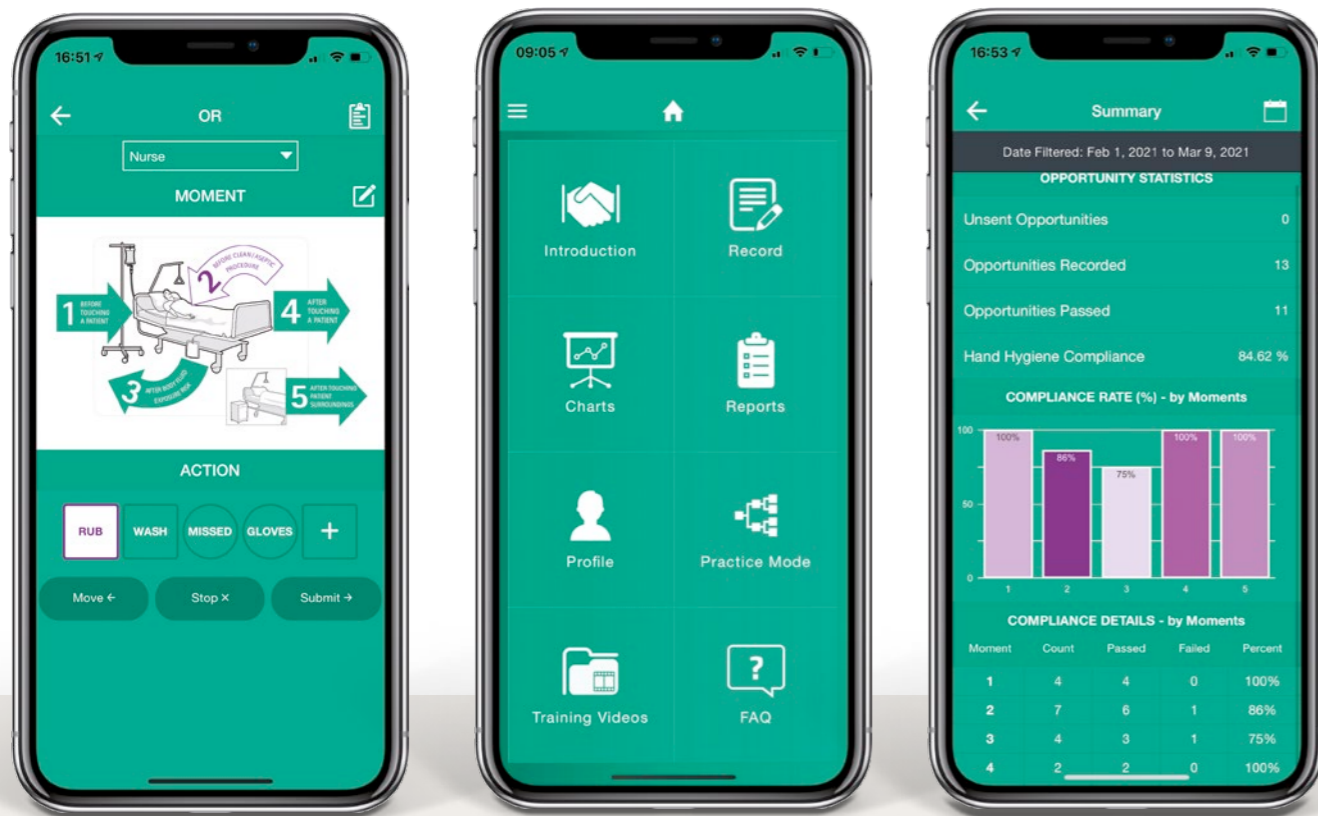 16:51
OR
Nurse
MOMENT
1 BEFORE TOUCHING A PATIENT
2 BEFORE CLEAN/ASEPTIC PROCEDURE
3 AFTER BODY FLUID EXPOSURE RISK
4 AFTER TOUCHING A PATIENT
5 AFTER TOUCHING PATIENT SURROUNDINGS
ACTION
RUB WASH MISSED GLOVES +
Move ← Stop × Submit →
09:05
Introduction Record
Charts Reports
Profile Practice Mode
Training Videos FAQ
16:53
Summary
Date Filtered: Feb 1, 2021 to Mar 9, 2021
OPPORTUNITY STATISTICS
Unsent Opportunities 0
Opportunities Recorded 13
Opportunities Passed 11
Hand Hygiene Compliance 84.62 %
COMPLIANCE RATE (%) - by Moments
100
50
0
100% 86% 75% 100% 100%
1 2 3 4 5
COMPLIANCE DETAILS - by Moments
Moment Count Passed Failed Percent
1 4 4 0 100%
2 7 6 1 86%
3 4 3 1 75%
4 2 2 0 100%